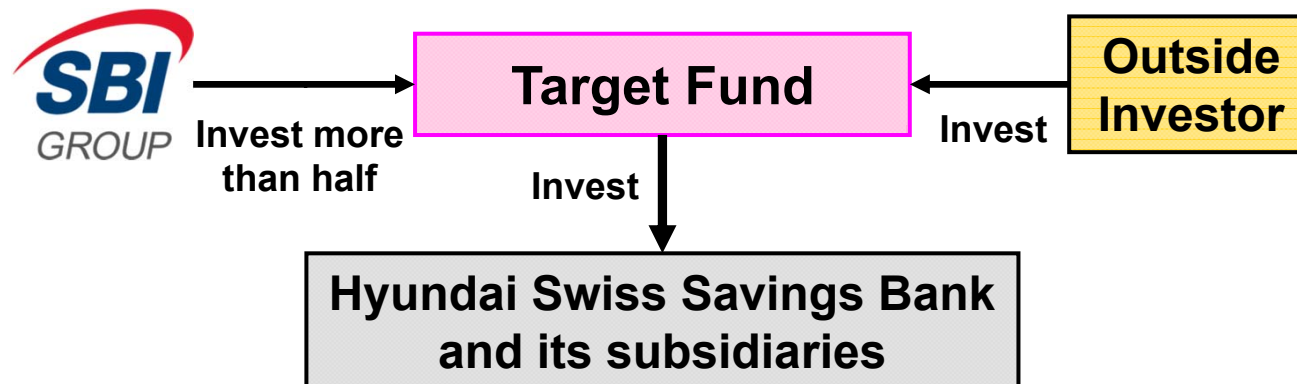 SBI
GROUP
Invest more
than half
Target Fund
Invest
Outside
Investor
Invest
Hyundai Swiss Savings Bank
and its subsidiaries